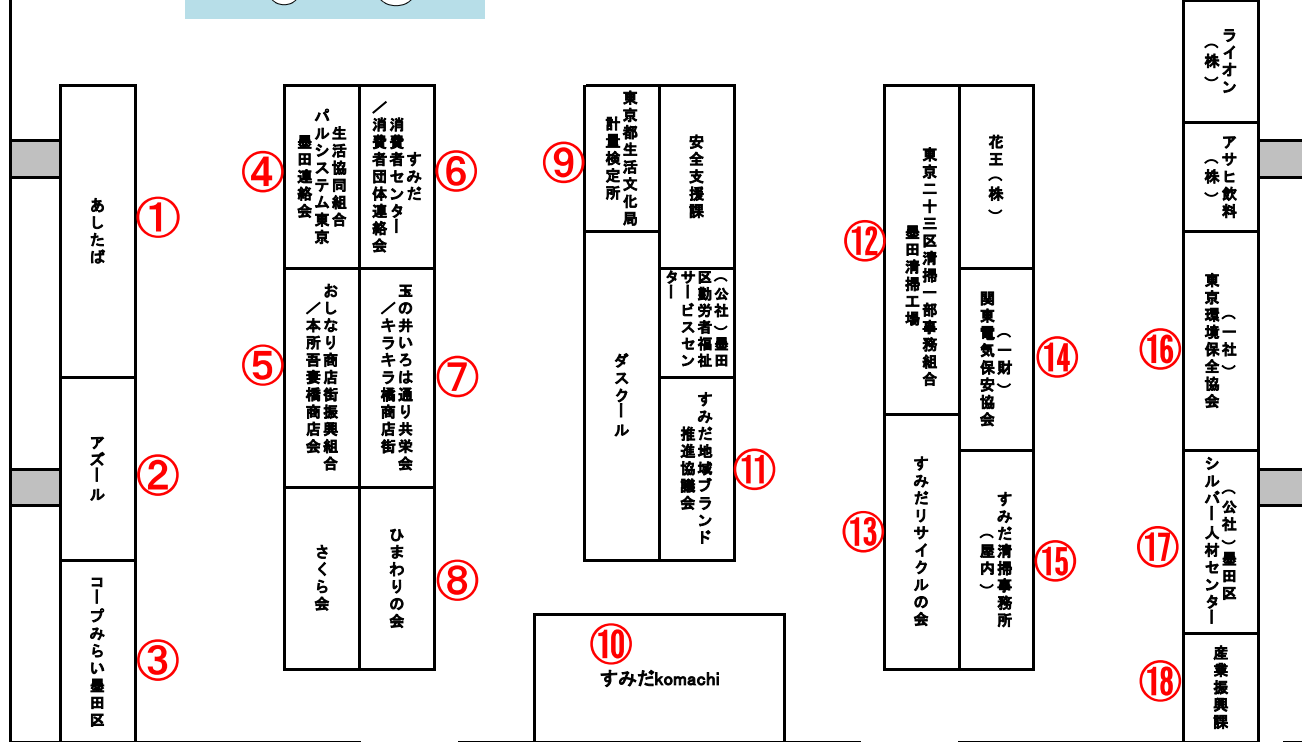 あしたば
①
アズール
②
コープみらい墨田区
③
④
生活協同組合
パルシステム東京
墨田連絡会
すみだ
消費者センター
／消費者団体連絡会
⑥
⑤
おしなり商店街振興組合
／本所吾妻橋商店会
玉の井いろは通り共栄会
／キラキラ橘商店街
⑦
さくら会
ひまわりの会
⑧
⑨
東京都生活文化局
計量検定所
安全支援課
ダスクール
（公社）墨田
区勤労者福祉
サービスセン
ター
すみだ地域ブランド
推進協議会
⑪
⑩
すみだkomachi
⑫
東京二十三区清掃一部事務組合
墨田清掃工場
花王（株）
（一財）
関東電気保安協会
⑭
⑬
すみだリサイクルの会
すみだ清掃事務所
（屋内）
⑮
ライオン
（株）
アサヒ飲料
（株）
⑯
（一社）
東京環境保全協会
⑰
（公社）墨田区
シルバー人材センター
⑱
産業振興課